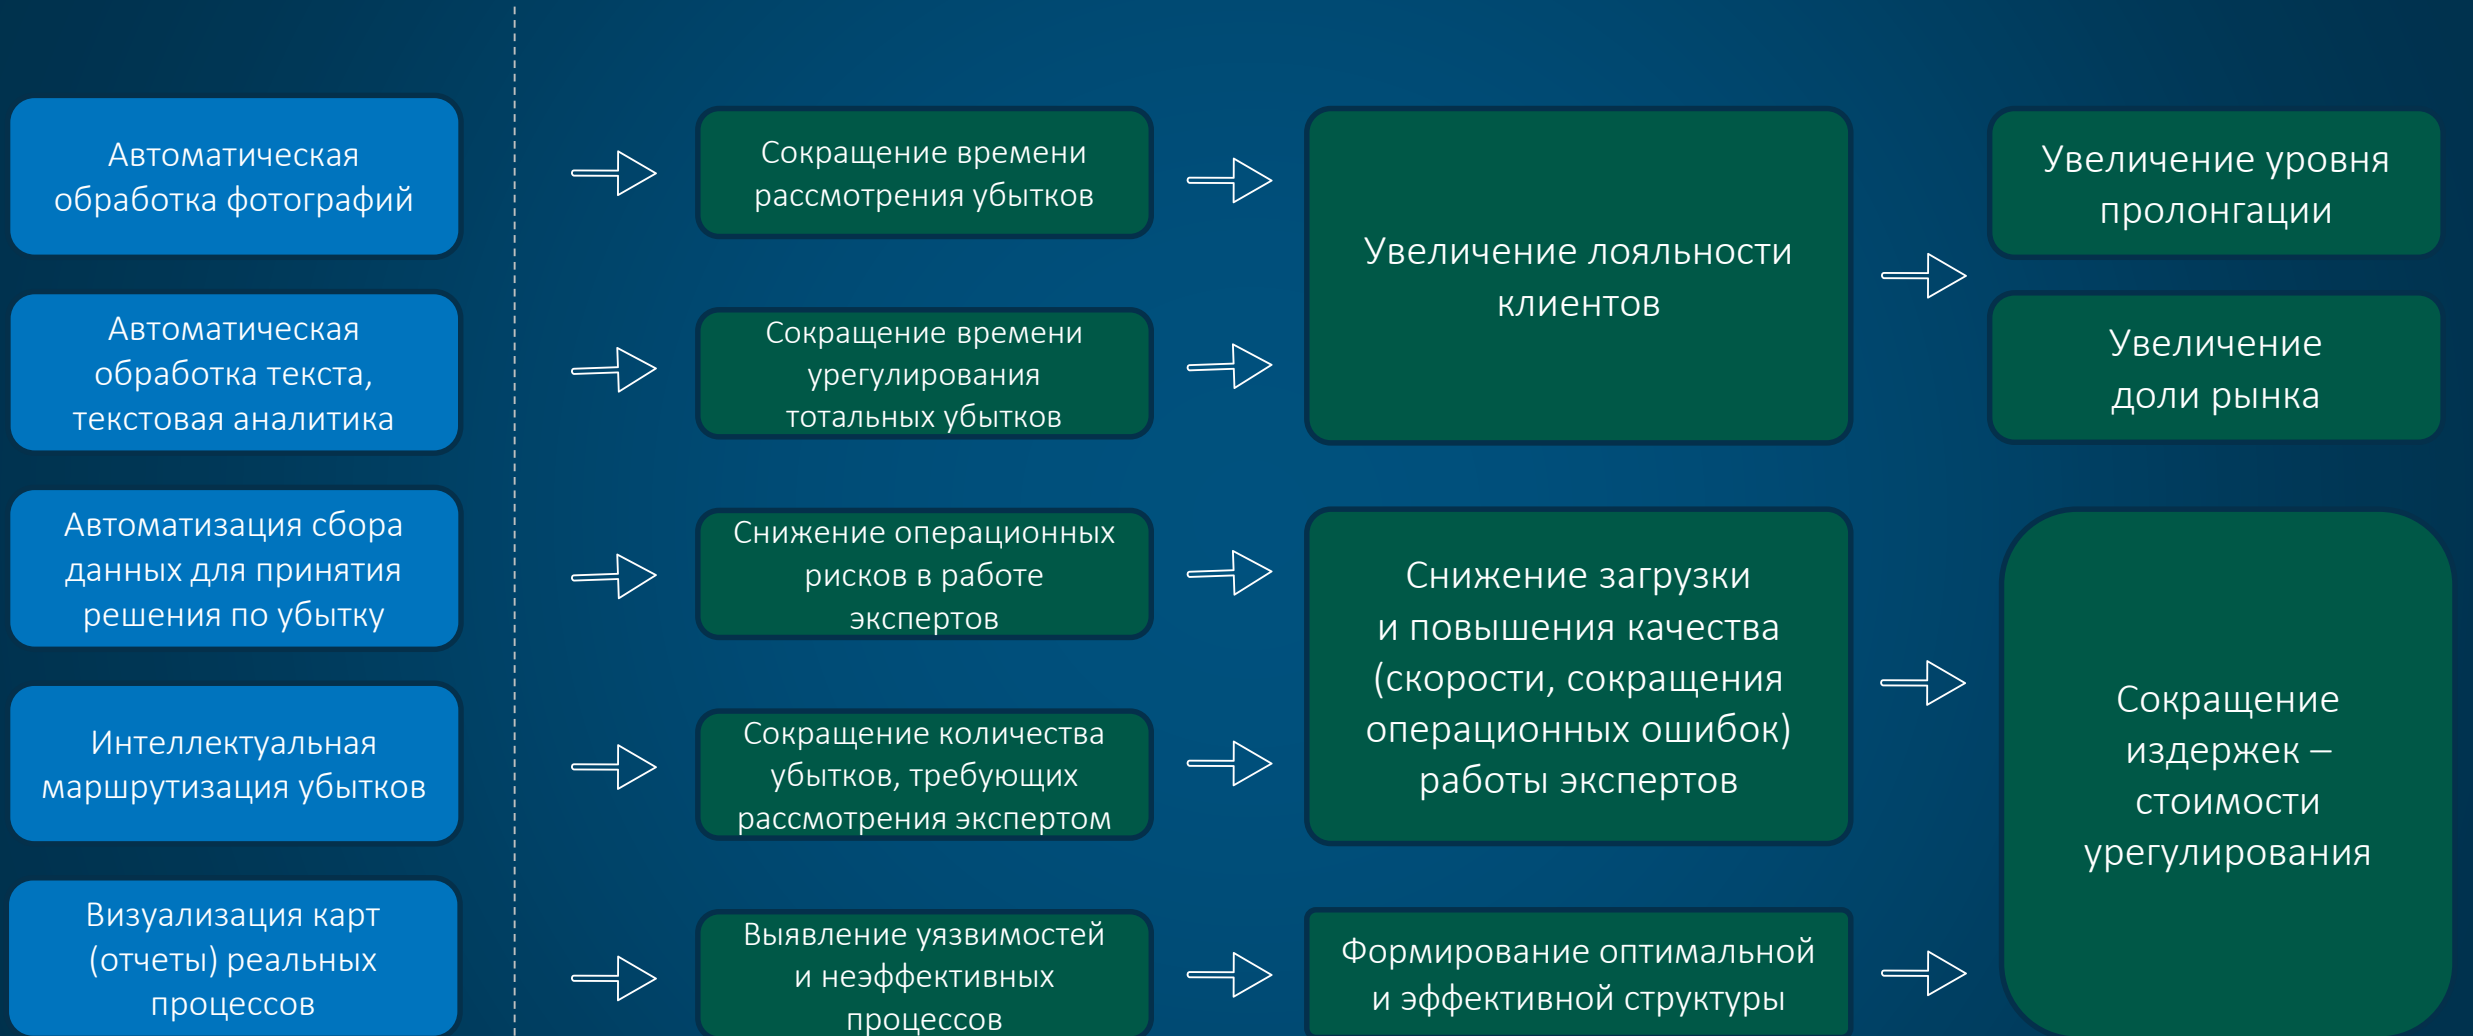 Автоматическая
обработка фотографий
Автоматическая
обработка текста,
текстовая аналитика
Автоматизация сбора
данных для принятия
решения по убытку
Интеллектуальная
маршрутизация убытков
Визуализация карт
(отчеты) реальных
процессов
Сокращение времени
рассмотрения убытков
Сокращение времени
урегулирования
тотальных убытков
Снижение операционных
рисков в работе
экспертов
Сокращение количества
убытков, требующих
рассмотрения экспертом
Выявление уязвимостей
и неэффективных
процессов
Увеличение лояльности
клиентов
Снижение загрузки
и повышения качества
(скорости, сокращения
операционных ошибок)
работы экспертов
Формирование оптимальной
и эффективной структуры
Увеличение уровня
пролонгации
Увеличение
доли рынка
Сокращение
издержек –
стоимости
урегулирования